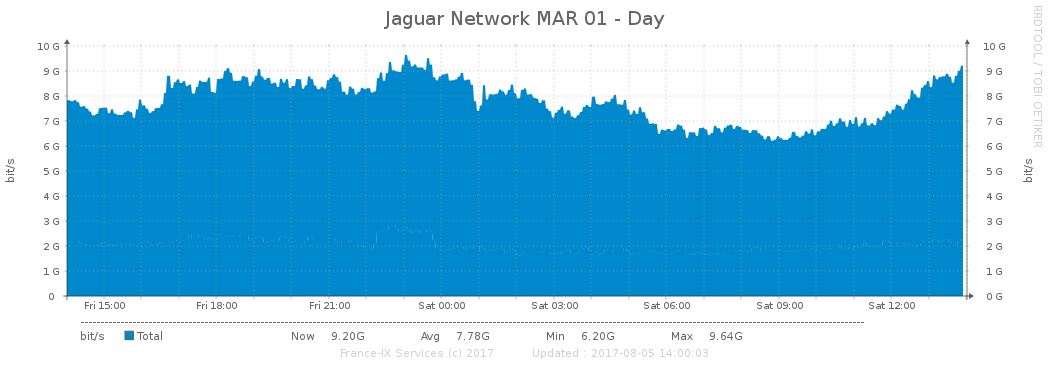 Jaguar Network MAR 01 - Day
RRDTOOL / TOBI OETIKER
bit/s
10 G
9 G
8 G
7 G
6 G
5 G
4 G
3 G
2 G
1 G
0
10 G
9 G
8 G
7 G
6 G
5 G
4 G
3 G
2 G
1 G
0 G
bit/s
Fri 15:00 Fri 18:00 Fri 21:00 Sat 00:00 Sat 03:00 Sat 06:00 Sat 09:00 Sat 12:00
bit/s Total Now 9.20G Avg 7.78G Min 6.20G Max 9.64G
France-IX Services (c) 2017 Updated : 2017-08-05 14:00:03